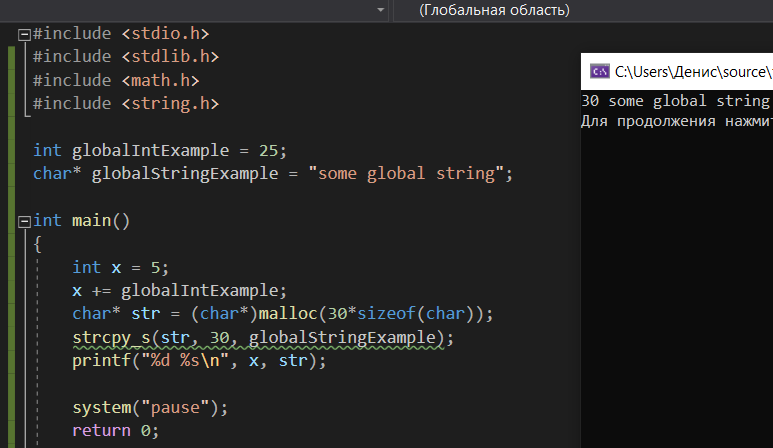 (Глобальная область)
#include <stdio.h>
#include <stdlib.h>
#include <math.h>
#include <string.h>
int globalIntExample = 25;
char* globalStringExample = "some global string";
int main()
{
int x = 5;
x += globalIntExample;
char* str = (char*)malloc(30*sizeof(char));
strcpy_s(str, 30, globalStringExample);
printf("%d %s\n", x, str);
system("pause");
return 0;
C:\Users\Денис\source\
30 some global string
Для продолжения нажми